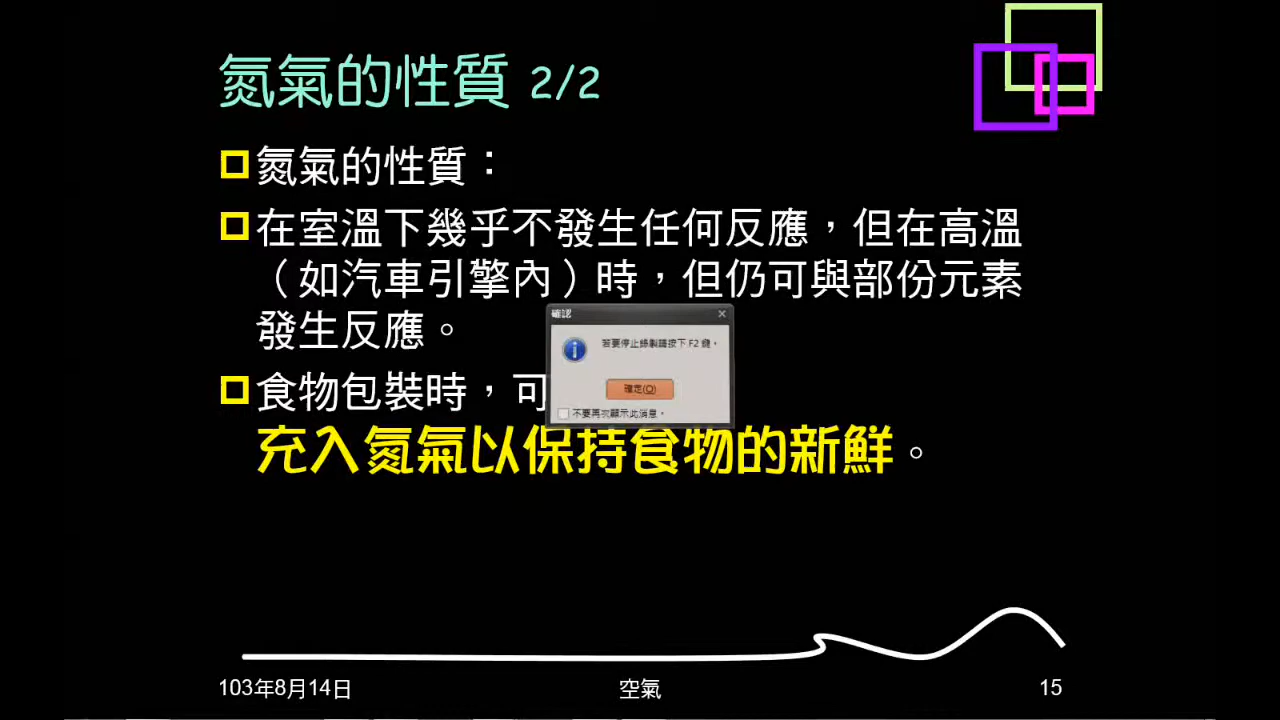 氮氣的性質 2/2
氮氣的性質：
在室溫下幾乎不發生任何反應，但在高溫
（如汽車引擎內）時，但仍可與部份元素
發生反應。
確認
若要停止錄製請按下 F2 鍵。
確定(O)
不要再次顯示此消息。
食物包裝時，可
充入氮氣以保持食物的新鮮。
103年8月14日
空氣
15